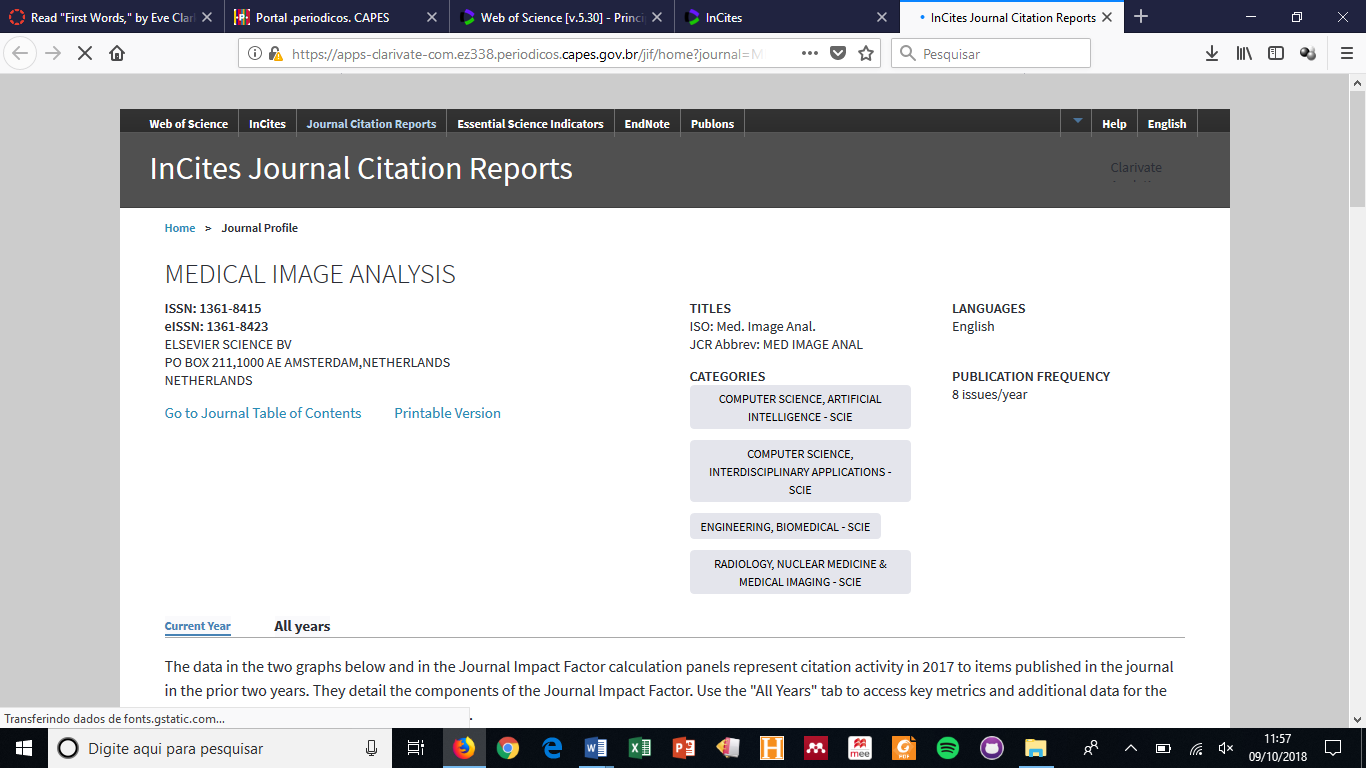 Read "First Words," by Eve Clar
Portal .periodicos. CAPES
Web of Science [v.5.30] - Princi
InCites
InCites Journal Citation Reports
https://apps-clarivate-com.ez338.periodicos.capes.gov.br/jif/home?journal=M
Pesquisar
Web of Science
InCites
Journal Citation Reports
Essential Science Indicators
EndNote
Publons
Help
English
InCites Journal Citation Reports
Clarivate
Home > Journal Profile
MEDICAL IMAGE ANALYSIS
ISSN: 1361-8415
eISSN: 1361-8423
ELSEVIER SCIENCE BV
PO BOX 211,1000 AE AMSTERDAM,NETHERLANDS
NETHERLANDS
Go to Journal Table of Contents
Printable Version
TITLES
ISO: Med. Image Anal.
JCR Abbrev: MED IMAGE ANAL
CATEGORIES
COMPUTER SCIENCE, ARTIFICIAL
INTELLIGENCE - SCIE
COMPUTER SCIENCE,
INTERDISCIPLINARY APPLICATIONS -
SCIE
ENGINEERING, BIOMEDICAL - SCIE
RADIOLOGY, NUCLEAR MEDICINE &
MEDICAL IMAGING - SCIE
LANGUAGES
English
PUBLICATION FREQUENCY
8 issues/year
Current Year
All years
The data in the two graphs below and in the Journal Impact Factor calculation panels represent citation activity in 2017 to items published in the journal
in the prior two years. They detail the components of the Journal Impact Factor. Use the "All Years" tab to access key metrics and additional data for the
Transferindo dados de fonts.gstatic.com...
Digite aqui para pesquisar
11:57
09/10/2018